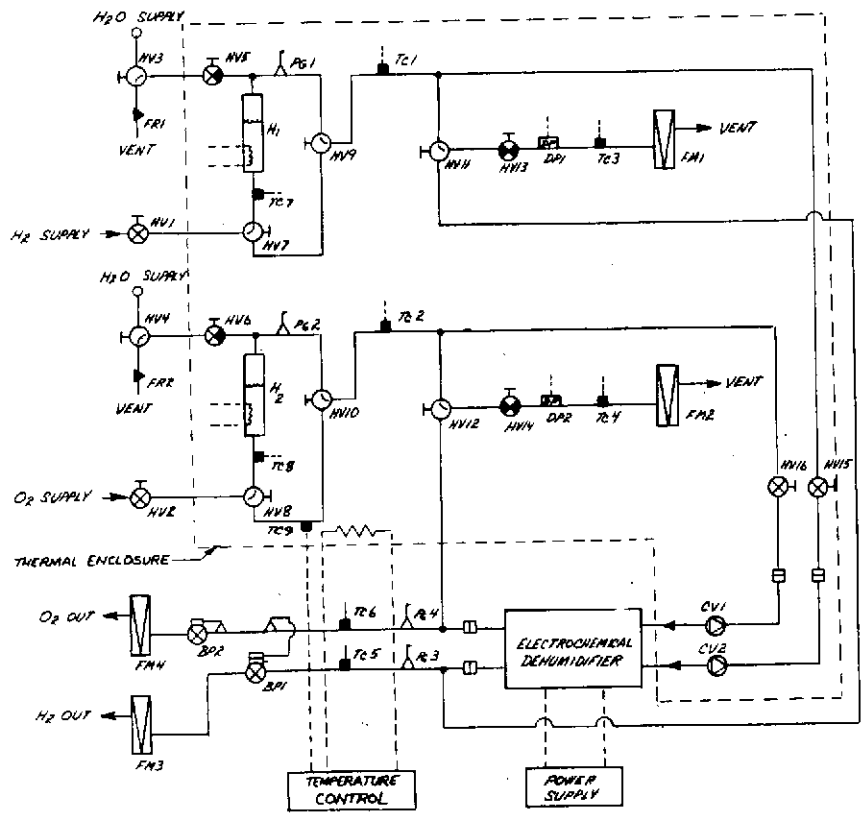 H2O SUPPLY
HV3
HV5
PG1
TC1
FR1
VENT
H1
HV9
HV11
HV13
DP1
TC3
FM1
VENT
TC7
HV1
H2 SUPPLY
HV7
H2O SUPPLY
HV4
HV6
PG2
TC2
FR2
VENT
H2
HV10
HV12
HV14
DP2
TC4
FM2
VENT
TC8
HV16
HV15
O2 SUPPLY
HV2
HV8
TC9
THERMAL ENCLOSURE
O2 OUT
FM4
BP2
TC6
PG4
CV1
ELECTROCHEMICAL
DEHUMIDIFIER
TC5
PG3
CV2
BP1
H2 OUT
FM3
TEMPERATURE
CONTROL
POWER
SUPPLY